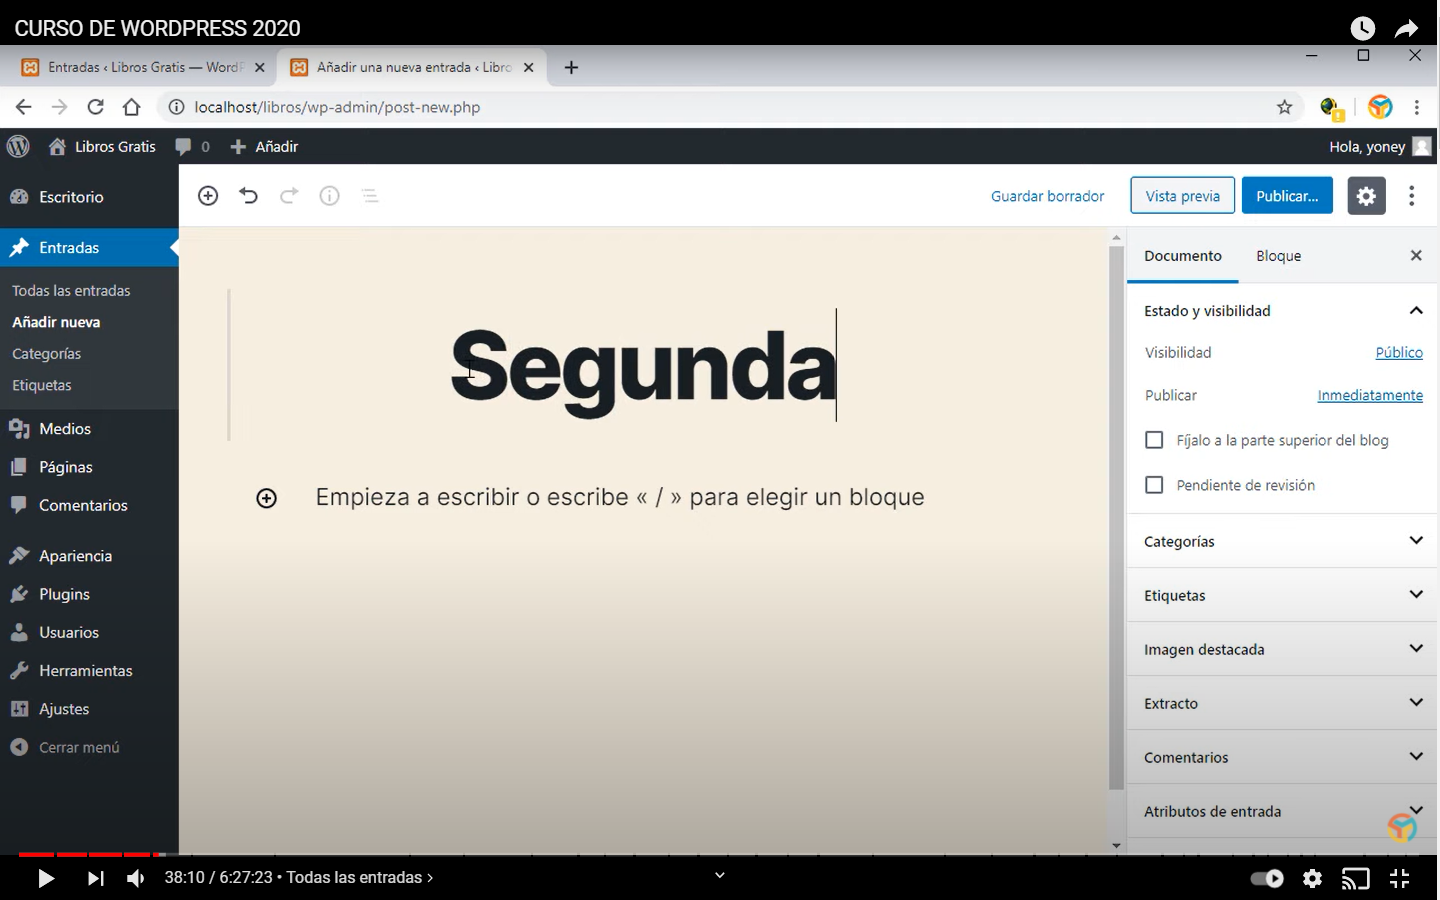 CURSO DE WORDPRESS 2020
Entradas ‹ Libros Gratis — WordP
Añadir una nueva entrada ‹ Libro
localhost/libros/wp-admin/post-new.php
Libros Gratis 0 Añadir
Hola, yoney
Escritorio
Entradas
Todas las entradas
Añadir nueva
Categorías
Etiquetas
Medios
Páginas
Comentarios
Apariencia
Plugins
Usuarios
Herramientas
Ajustes
Cerrar menú
Guardar borrador Vista previa Publicar...
Segunda
Empieza a escribir o escribe « / » para elegir un bloque
Documento Bloque
Estado y visibilidad
Visibilidad Público
Publicar Inmediatamente
Fíjalo a la parte superior del blog
Pendiente de revisión
Categorías
Etiquetas
Imagen destacada
Extracto
Comentarios
Atributos de entrada
38:10 / 6:27:23 • Todas las entradas ›